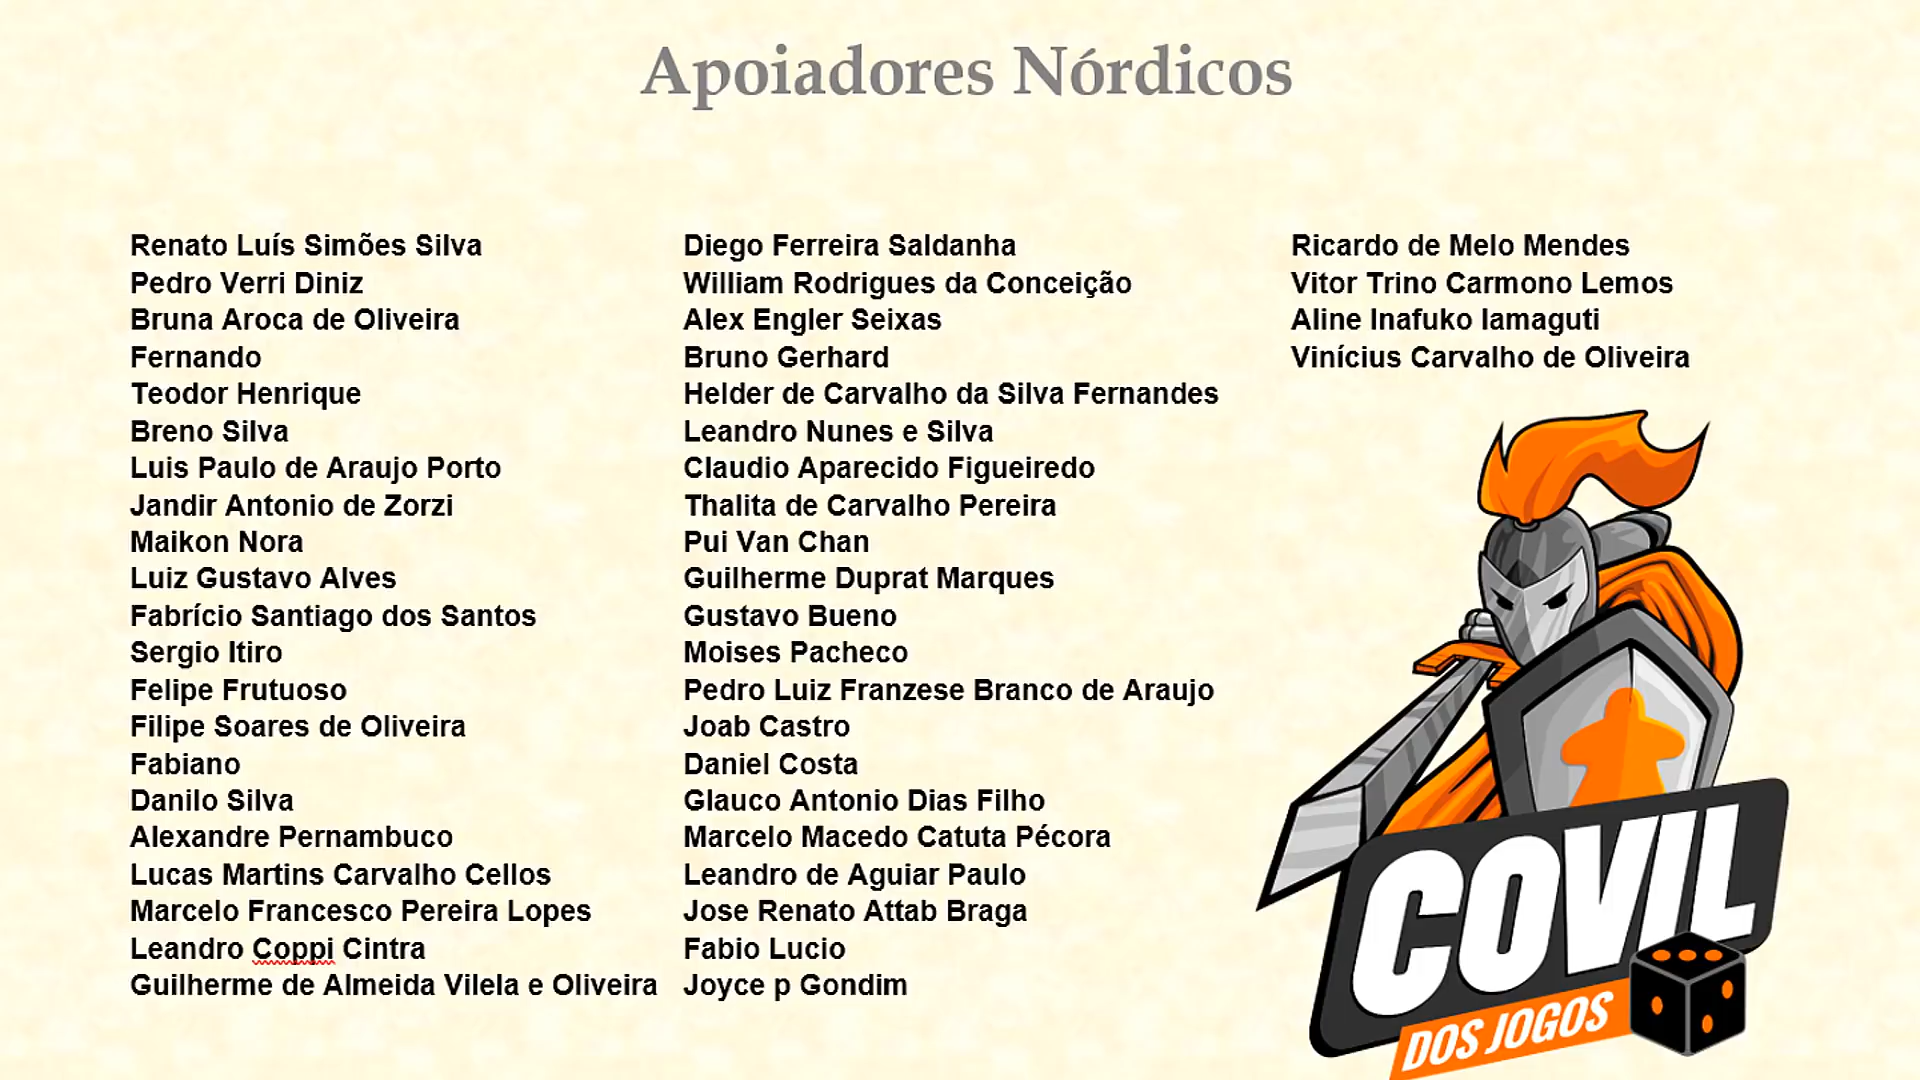 Apoiadores Nórdicos
Renato Luís Simões Silva
Pedro Verri Diniz
Bruna Aroca de Oliveira
Fernando
Teodor Henrique
Breno Silva
Luis Paulo de Araujo Porto
Jandir Antonio de Zorzi
Maikon Nora
Luiz Gustavo Alves
Fabrício Santiago dos Santos
Sergio Itiro
Felipe Frutuoso
Filipe Soares de Oliveira
Fabiano
Danilo Silva
Alexandre Pernambuco
Lucas Martins Carvalho Cellos
Marcelo Francesco Pereira Lopes
Leandro Coppi Cintra
Guilherme de Almeida Vilela e Oliveira
Diego Ferreira Saldanha
William Rodrigues da Conceição
Alex Engler Seixas
Bruno Gerhard
Helder de Carvalho da Silva Fernandes
Leandro Nunes e Silva
Claudio Aparecido Figueiredo
Thalita de Carvalho Pereira
Pui Van Chan
Guilherme Duprat Marques
Gustavo Bueno
Moises Pacheco
Pedro Luiz Franzese Branco de Araujo
Joab Castro
Daniel Costa
Glauco Antonio Dias Filho
Marcelo Macedo Catuta Pécora
Leandro de Aguiar Paulo
Jose Renato Attab Braga
Fabio Lucio
Joyce p Gondim
Ricardo de Melo Mendes
Vitor Trino Carmono Lemos
Aline Inafuko Iamaguti
Vinícius Carvalho de Oliveira
COVIL
DOS JOGOS